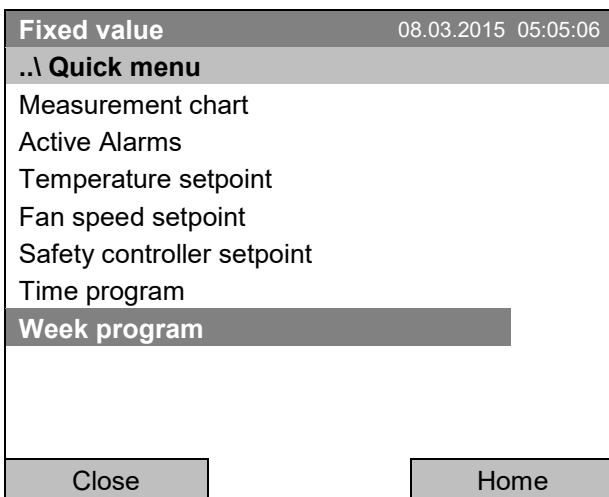 Fixed value 08.03.2015 05:05:06
..\ Quick menu
Measurement chart
Active Alarms
Temperature setpoint
Fan speed setpoint
Safety controller setpoint
Time program
Week program
Close Home